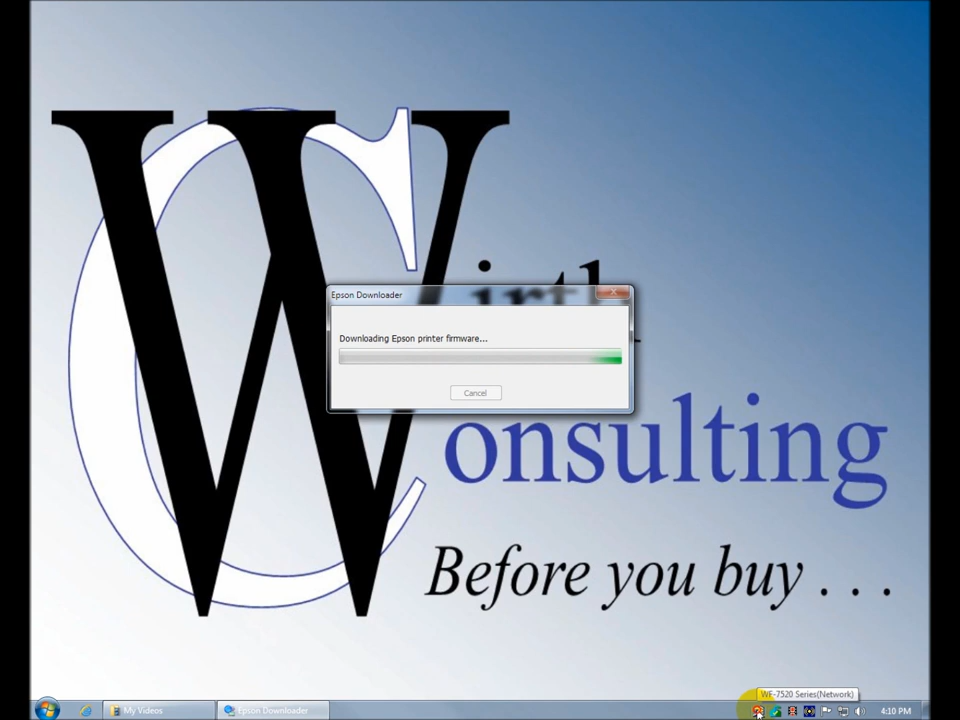 W
Epson Downloader
Downloading Epson printer firmware...
Cancel
Consulting
Before you buy . . .
WF-7520 Series(Network)
My Videos
Epson Downloader
4:10 PM